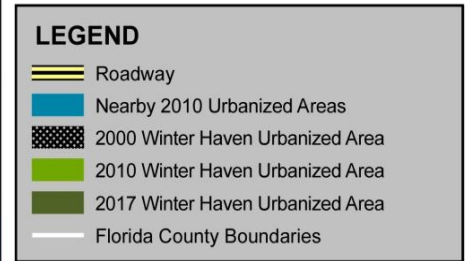 LEGEND
Roadway
Nearby 2010 Urbanized Areas
2000 Winter Haven Urbanized Area
2010 Winter Haven Urbanized Area
2017 Winter Haven Urbanized Area
Florida County Boundaries